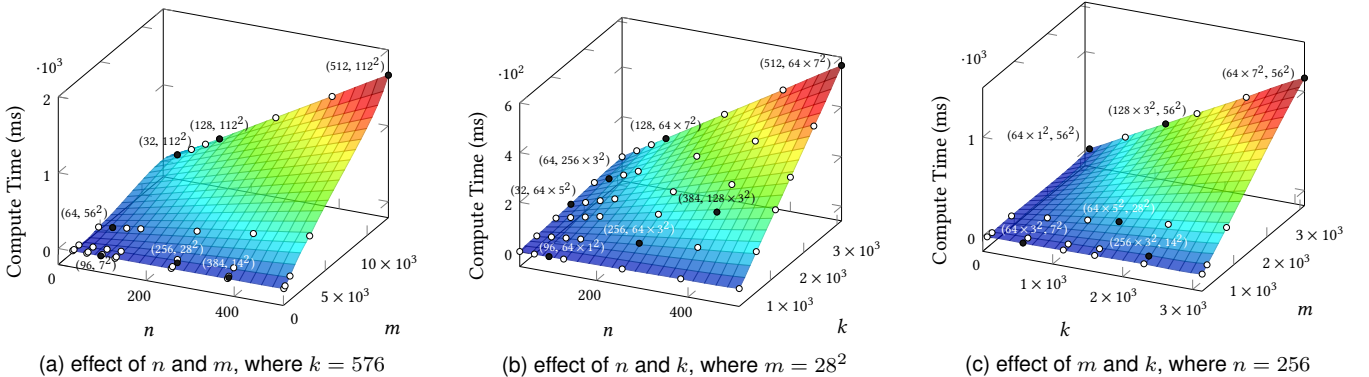 ·10³
2
1
0
Compute Time (ms)
(512, 112²)
(128, 112²)
(32, 112²)
(64, 56²)
(96, 7²)
(256, 28²)
(384, 14²)
0
200
400
n
0
5 × 10³
10 × 10³
m
(a) effect of n and m, where k = 576
·10²
6
4
2
0
Compute Time (ms)
(512, 64 × 7²)
(128, 64 × 7²)
(64, 256 × 3²)
(32, 64 × 5²)
(384, 128 × 3²)
(256, 64 × 3²)
(96, 64 × 1²)
200
400
n
1 × 10³
2 × 10³
3 × 10³
k
(b) effect of n and k, where m = 28²
·10³
1
0
Compute Time (ms)
(64 × 7², 56²)
(128 × 3², 56²)
(64 × 1², 56²)
(64 × 5², 28²)
(64 × 3², 7²)
(256 × 3², 14²)
0
1 × 10³
2 × 10³
3 × 10³
k
1 × 10³
2 × 10³
3 × 10³
m
(c) effect of m and k, where n = 256